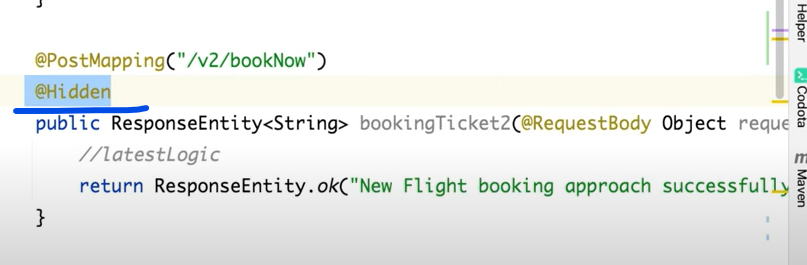 }
@PostMapping("/v2/bookNow")
@Hidden
public ResponseEntity<String> bookingTicket2(@RequestBody Object reque
//latestLogic
return ResponseEntity.ok("New Flight booking approach successfully
}
Helper
Codota
m
Maven